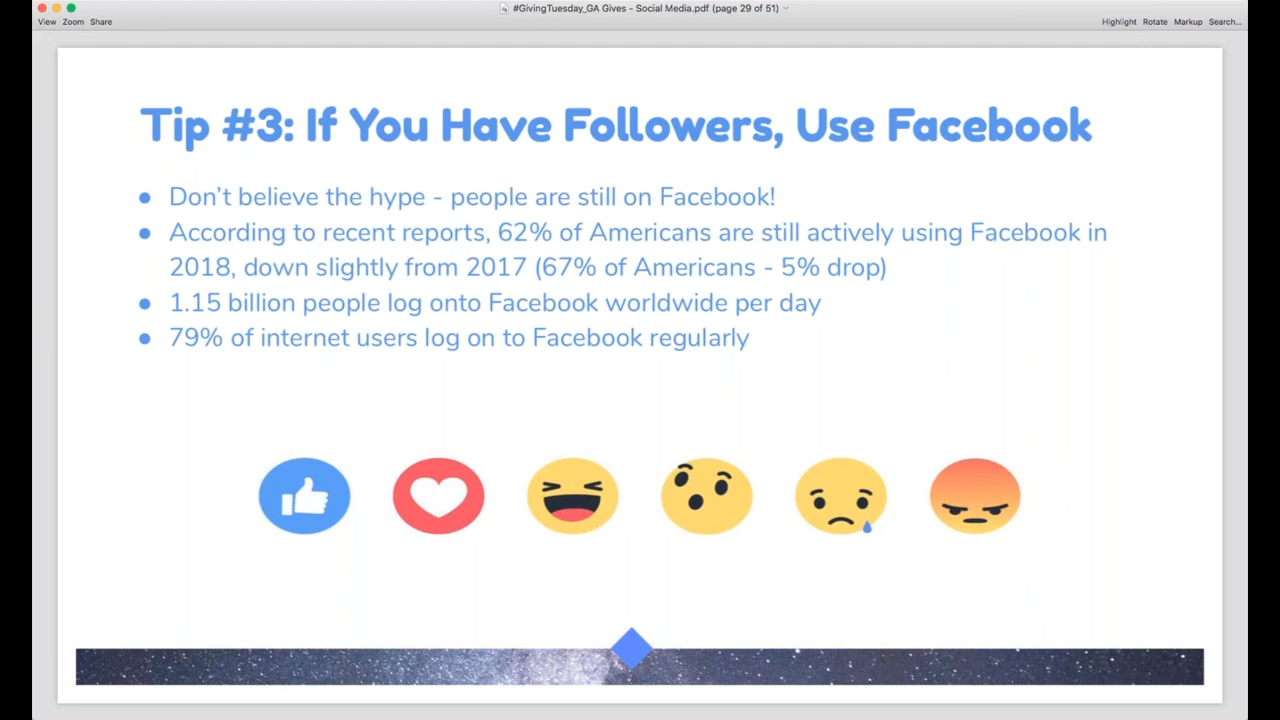 #GivingTuesday_GA Gives - Social Media.pdf (page 29 of 51)
View Zoom Share
Highlight Rotate Markup Search...
Tip #3: If You Have Followers, Use Facebook
Don't believe the hype - people are still on Facebook!
According to recent reports, 62% of Americans are still actively using Facebook in
2018, down slightly from 2017 (67% of Americans - 5% drop)
1.15 billion people log onto Facebook worldwide per day
79% of internet users log on to Facebook regularly